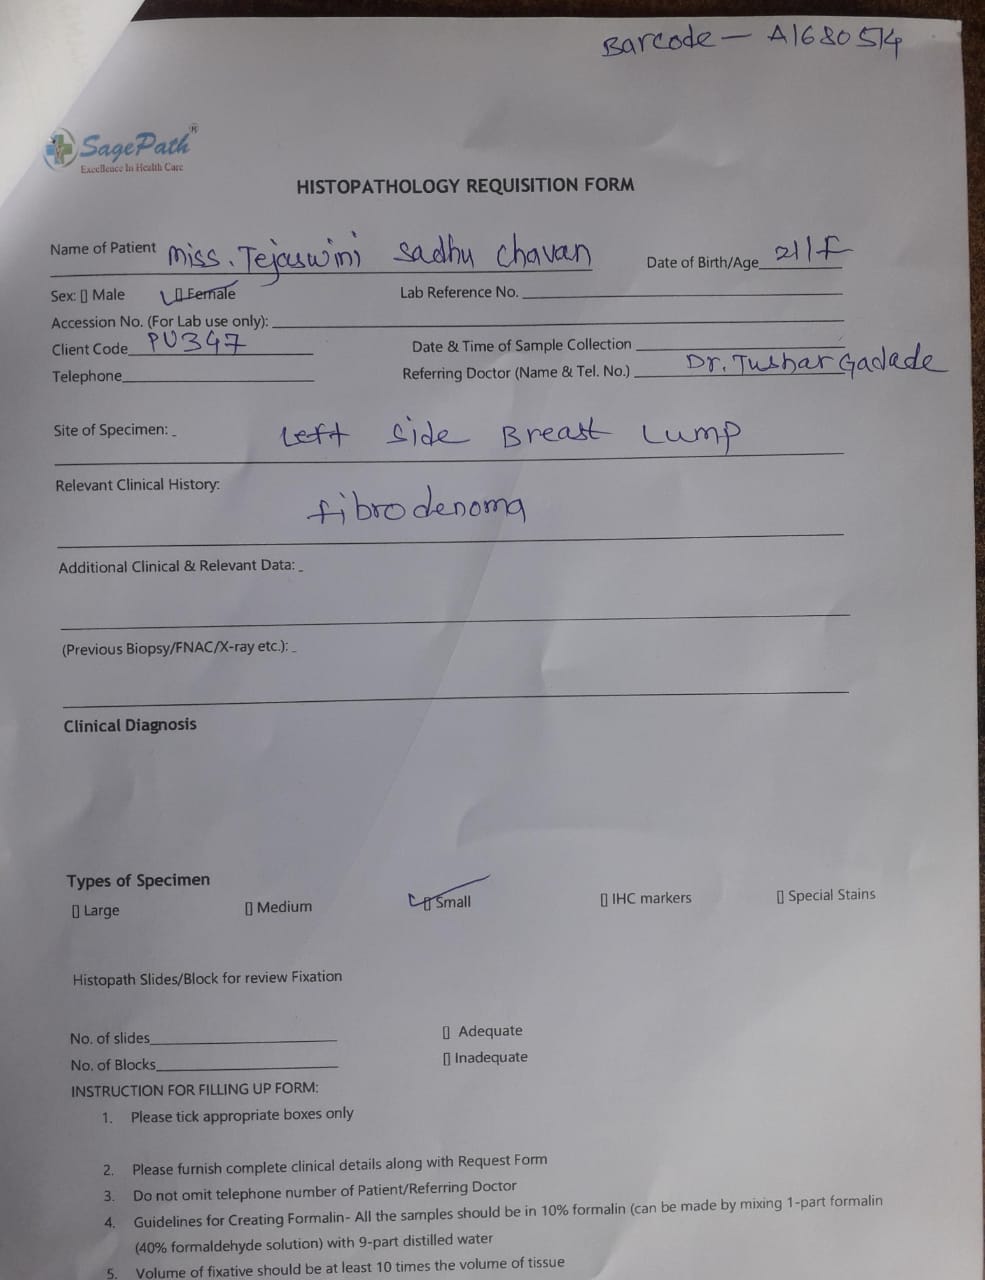 Barcode - A1680514
SagePath®
Excellence In Health Care
HISTOPATHOLOGY REQUISITION FORM
Name of Patient Miss. Tejaswini Sadhu Chavan Date of Birth/Age 21/F
Sex: [] Male [] Female Lab Reference No.
Accession No. (For Lab use only):
Client Code PU347 Date & Time of Sample Collection
Telephone Referring Doctor (Name & Tel. No.) Dr. Tushar Gadade
Site of Specimen: Left Side Breast Lump
Relevant Clinical History:
fibrodenoma
Additional Clinical & Relevant Data:
(Previous Biopsy/FNAC/X-ray etc.):
Clinical Diagnosis
Types of Specimen
[] Large [] Medium [] Small [] IHC markers [] Special Stains
Histopath Slides/Block for review Fixation
No. of slides [] Adequate
No. of Blocks [] Inadequate
INSTRUCTION FOR FILLING UP FORM:
1. Please tick appropriate boxes only
2. Please furnish complete clinical details along with Request Form
3. Do not omit telephone number of Patient/Referring Doctor
4. Guidelines for Creating Formalin- All the samples should be in 10% formalin (can be made by mixing 1-part formalin
(40% formaldehyde solution) with 9-part distilled water
5. Volume of fixative should be at least 10 times the volume of tissue